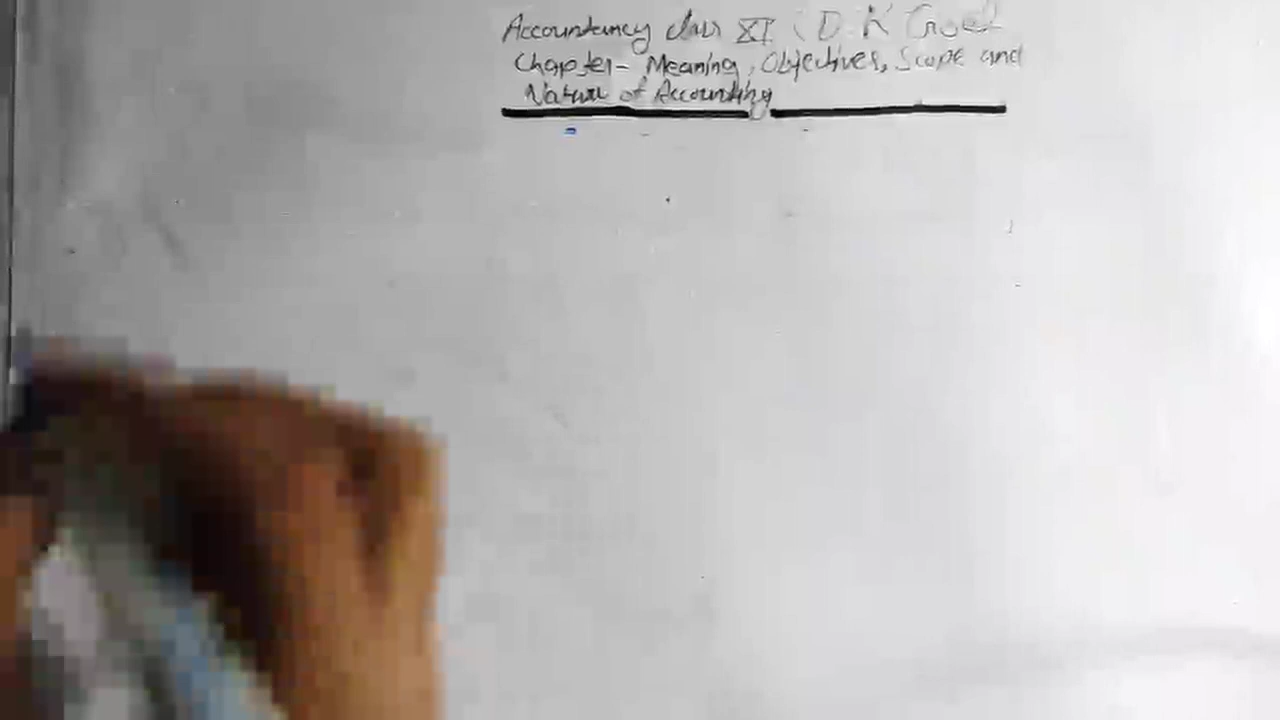 Accountancy class XI (D.K Goel
Chapter- Meaning, Objectives, Scope and
Nature of Accounting